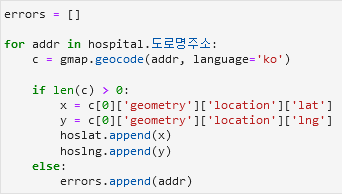 errors = []
for addr in hospital.도로명주소:
    c = gmap.geocode(addr, language='ko')
    if len(c) > 0:
        x = c[0]['geometry']['location']['lat']
        y = c[0]['geometry']['location']['lng']
        hoslat.append(x)
        hoslng.append(y)
    else:
        errors.append(addr)